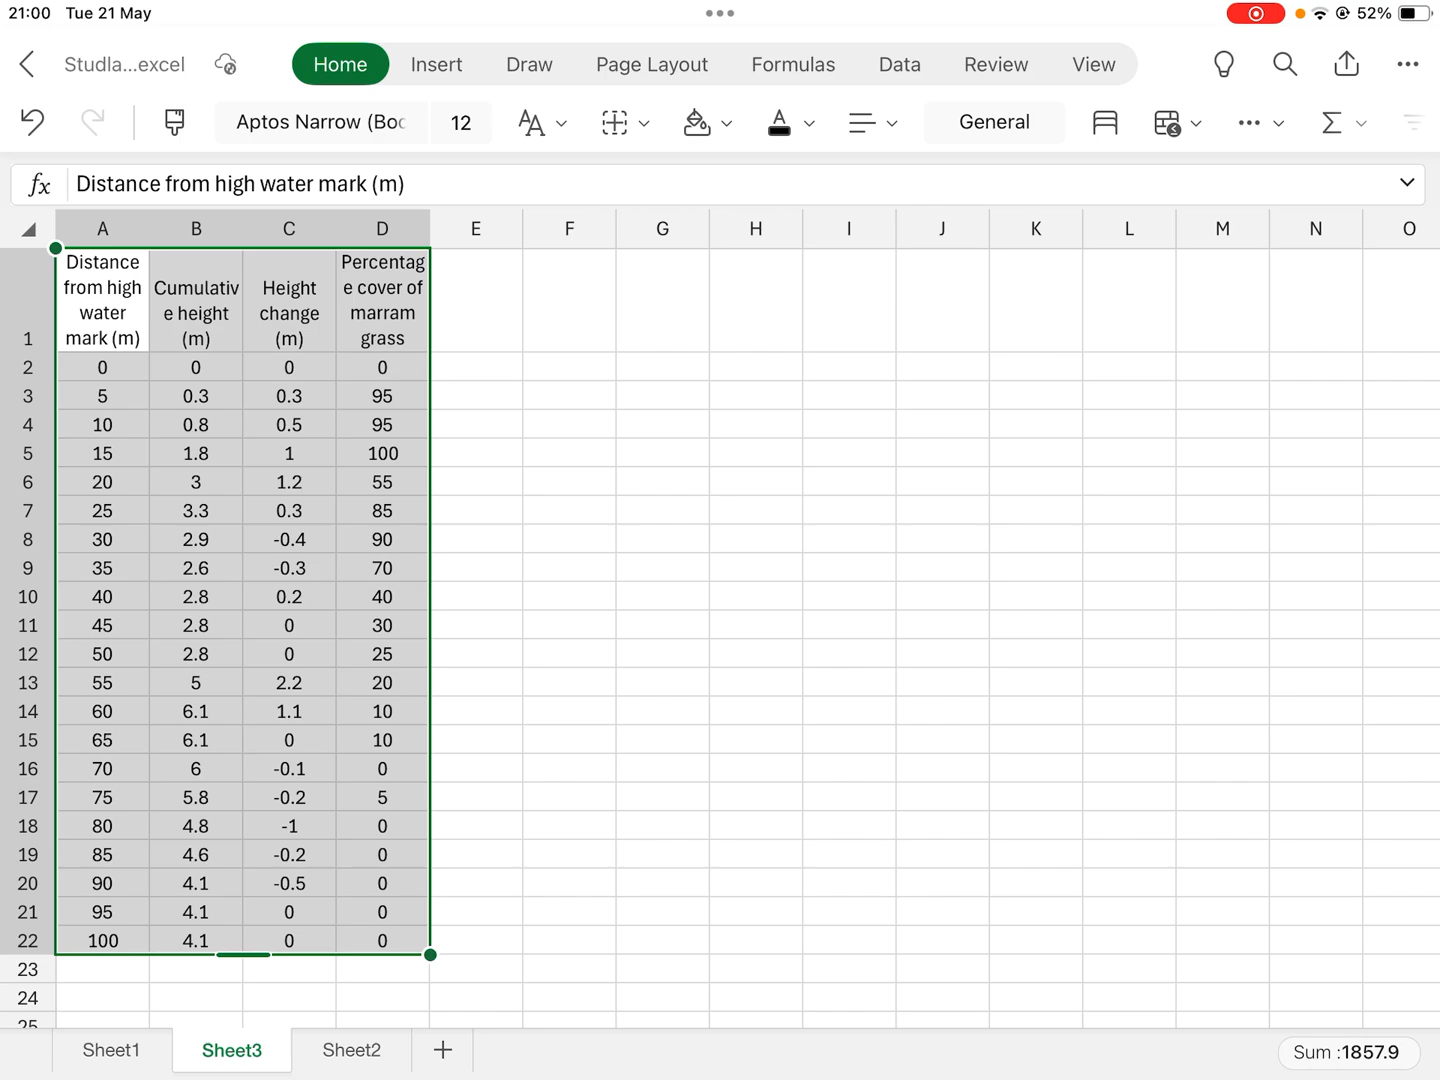 21:00 Tue 21 May
52%
Studla...excel
Home Insert Draw Page Layout Formulas Data Review View
Aptos Narrow (Boc 12 General
fx Distance from high water mark (m)
A B C D E F G H I J K L M N O
Distance
from high
water
mark (m)
Cumulativ
e height
(m)
Height
change
(m)
Percentag
e cover of
marram
grass
1
2 0 0 0 0
3 5 0.3 0.3 95
4 10 0.8 0.5 95
5 15 1.8 1 100
6 20 3 1.2 55
7 25 3.3 0.3 85
8 30 2.9 -0.4 90
9 35 2.6 -0.3 70
10 40 2.8 0.2 40
11 45 2.8 0 30
12 50 2.8 0 25
13 55 5 2.2 20
14 60 6.1 1.1 10
15 65 6.1 0 10
16 70 6 -0.1 0
17 75 5.8 -0.2 5
18 80 4.8 -1 0
19 85 4.6 -0.2 0
20 90 4.1 -0.5 0
21 95 4.1 0 0
22 100 4.1 0 0
23
24
25
Sheet1 Sheet3 Sheet2 Sum :1857.9